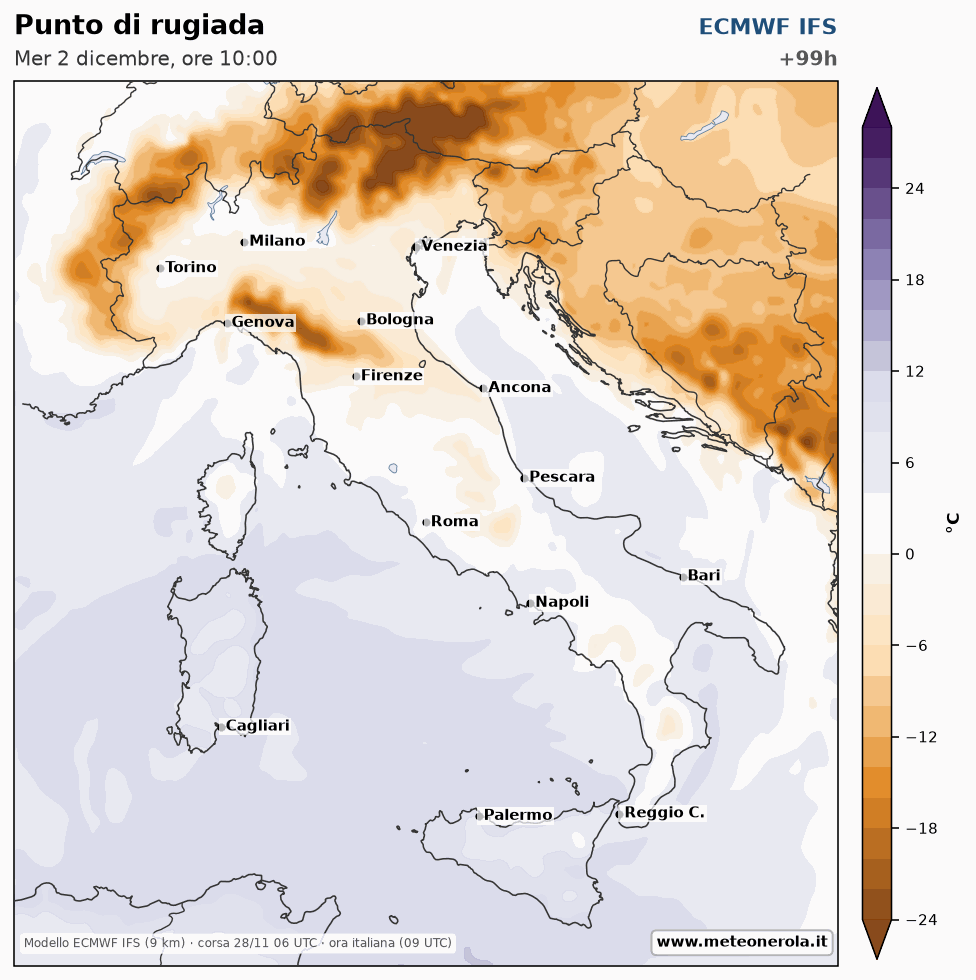 Punto di rugiada
ECMWF IFS
Mer 2 dicembre, ore 10:00
+99h
Milano
Venezia
Torino
Genova
Bologna
Firenze
Ancona
Pescara
Roma
Bari
Napoli
Cagliari
Palermo
Reggio C.
24
18
12
6
0
−6
−12
−18
−24
°C
Modello ECMWF IFS (9 km) · corsa 28/11 06 UTC · ora italiana (09 UTC)
www.meteonerola.it